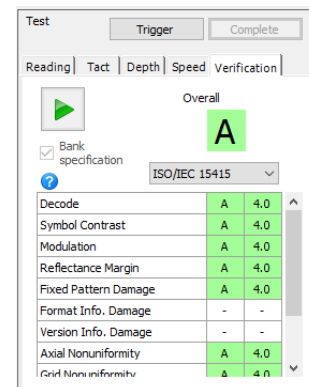 Test
Trigger
Complete
Reading Tact Depth Speed Verification
Overall
A
Bank
specification
ISO/IEC 15415
?
Decode A 4.0
Symbol Contrast A 4.0
Modulation A 4.0
Reflectance Margin A 4.0
Fixed Pattern Damage A 4.0
Format Info. Damage - -
Version Info. Damage - -
Axial Nonuniformity A 4.0
Grid Nonuniformity A 4.0